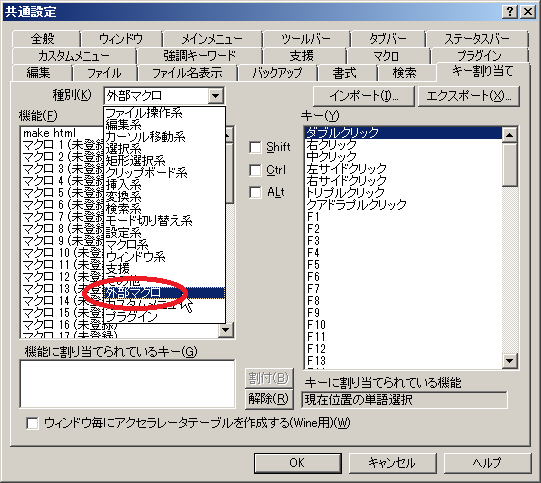 共通設定
全般 ウィンドウ メインメニュー ツールバー タブバー ステータスバー
カスタムメニュー 強調キーワード 支援 マクロ プラグイン
編集 ファイル ファイル名表示 バックアップ 書式 検索 キー割り当て
種別(K) 外部マクロ
インポート(I)... エクスポート(X)...
機能(F)
make html
マクロ 1 (未登録
マクロ 2 (未登録
マクロ 3 (未登録
マクロ 4 (未登録
マクロ 5 (未登録
マクロ 6 (未登録
マクロ 7 (未登録
マクロ 8 (未登録
マクロ 9 (未登録
マクロ 10 (未登録
マクロ 11 (未登録
マクロ 12 (未登録
マクロ 13 (未登録
マクロ 14 (未登録
マクロ 15 (未登録
マクロ 16 (未登録)
マクロ 17 (未登録)
ファイル操作系
編集系
カーソル移動系
選択系
矩形選択系
クリップボード系
挿入系
変換系
検索系
モード切り替え系
設定系
マクロ系
ウィンドウ系
支援
その他
外部マクロ
カスタムメニュー
プラグイン
Shift
Ctrl
ALt
キー(Y)
ダブルクリック
右クリック
中クリック
左サイドクリック
右サイドクリック
トリプルクリック
クアドラプルクリック
F1
F2
F3
F4
F5
F6
F7
F8
F9
F10
F11
F12
F13
機能に割り当てられているキー(G)
割付(B)
解除(R)
キーに割り当てられている機能
現在位置の単語選択
ウィンドウ毎にアクセラレータテーブルを作成する(Wine用)(W)
OK キャンセル ヘルプ